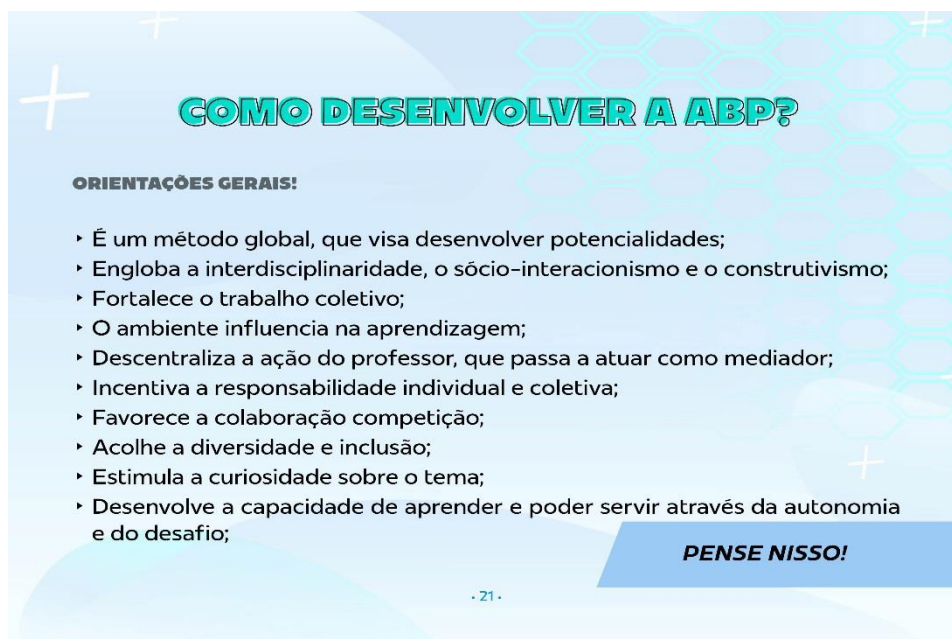 COMO DESENVOLVER A ABP?
ORIENTAÇÕES GERAIS!
‣ É um método global, que visa desenvolver potencialidades;
‣ Engloba a interdisciplinaridade, o sócio-interacionismo e o construtivismo;
‣ Fortalece o trabalho coletivo;
‣ O ambiente influencia na aprendizagem;
‣ Descentraliza a ação do professor, que passa a atuar como mediador;
‣ Incentiva a responsabilidade individual e coletiva;
‣ Favorece a colaboração competição;
‣ Acolhe a diversidade e inclusão;
‣ Estimula a curiosidade sobre o tema;
‣ Desenvolve a capacidade de aprender e poder servir através da autonomia
e do desafio;
PENSE NISSO!
• 21 •